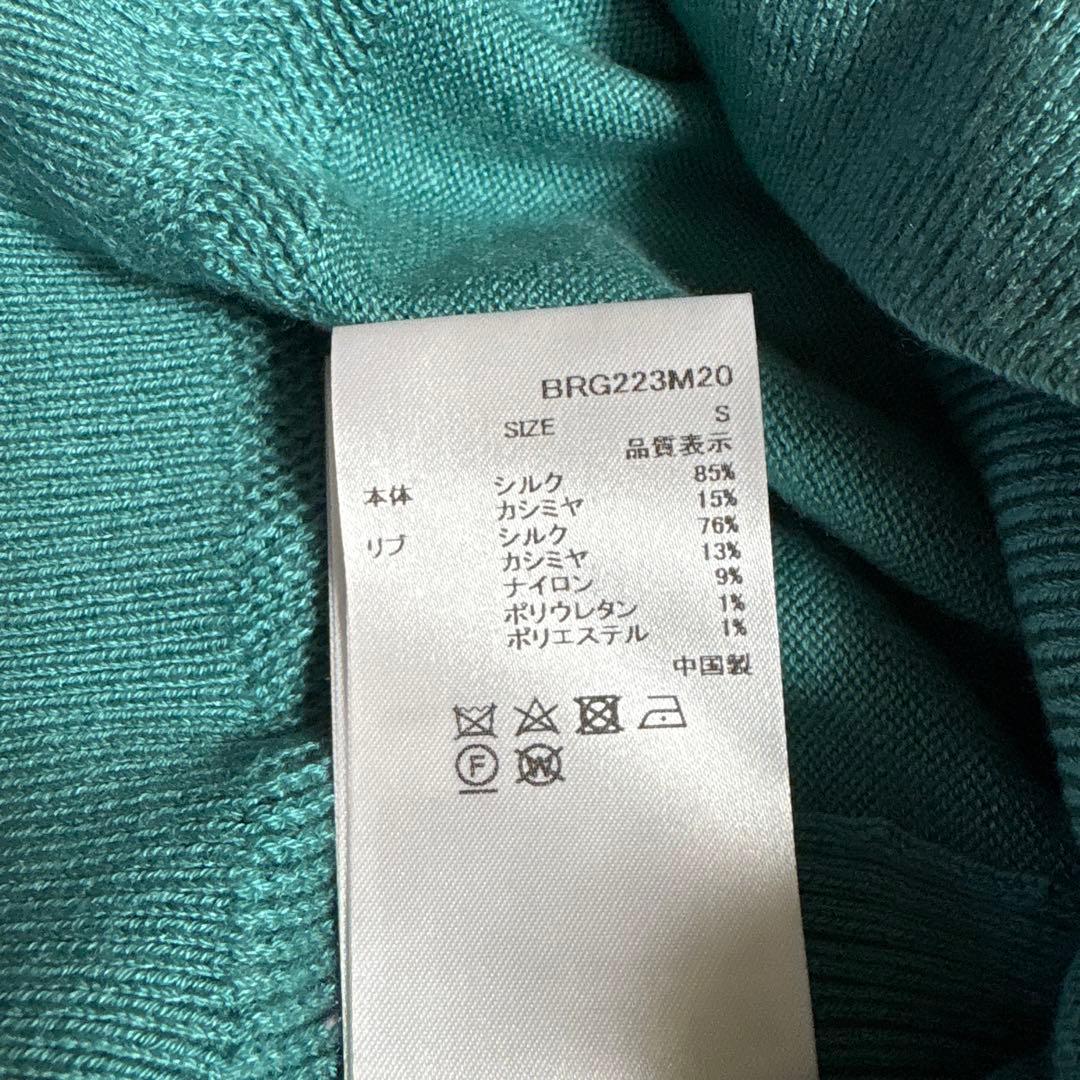 BRG223M20
SIZE S
品質表示
本体 シルク 85%
カシミヤ 15%
リブ シルク 76%
カシミヤ 13%
ナイロン 9%
ポリウレタン 1%
ポリエステル 1%
中国製
F W